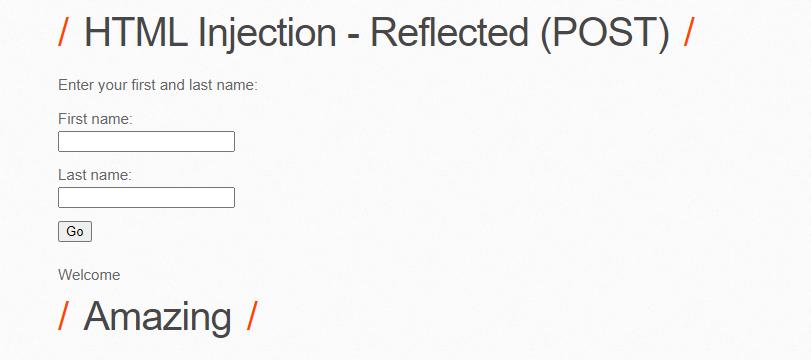 / HTML Injection - Reflected (POST) /
Enter your first and last name:
First name:
Last name:
Go
Welcome
/ Amazing /